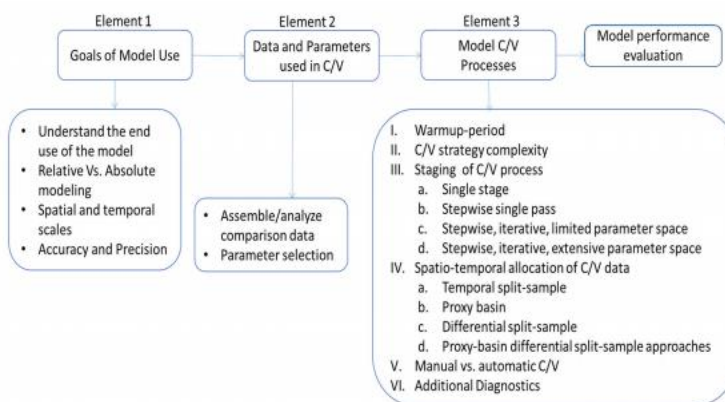 Element 1
Element 2
Element 3
Goals of Model Use
Data and Parameters
used in C/V
Model C/V
Processes
Model performance
evaluation
• Understand the end
use of the model
• Relative Vs. Absolute
modeling
• Spatial and temporal
scales
• Accuracy and Precision
• Assemble/analyze
comparison data
• Parameter selection
I. Warmup-period
II. C/V strategy complexity
III. Staging of C/V process
a. Single stage
b. Stepwise single pass
c. Stepwise, iterative, limited parameter space
d. Stepwise, iterative, extensive parameter space
IV. Spatio-temporal allocation of C/V data
a. Temporal split-sample
b. Proxy basin
c. Differential split-sample
d. Proxy-basin differential split-sample approaches
V. Manual vs. automatic C/V
VI. Additional Diagnostics